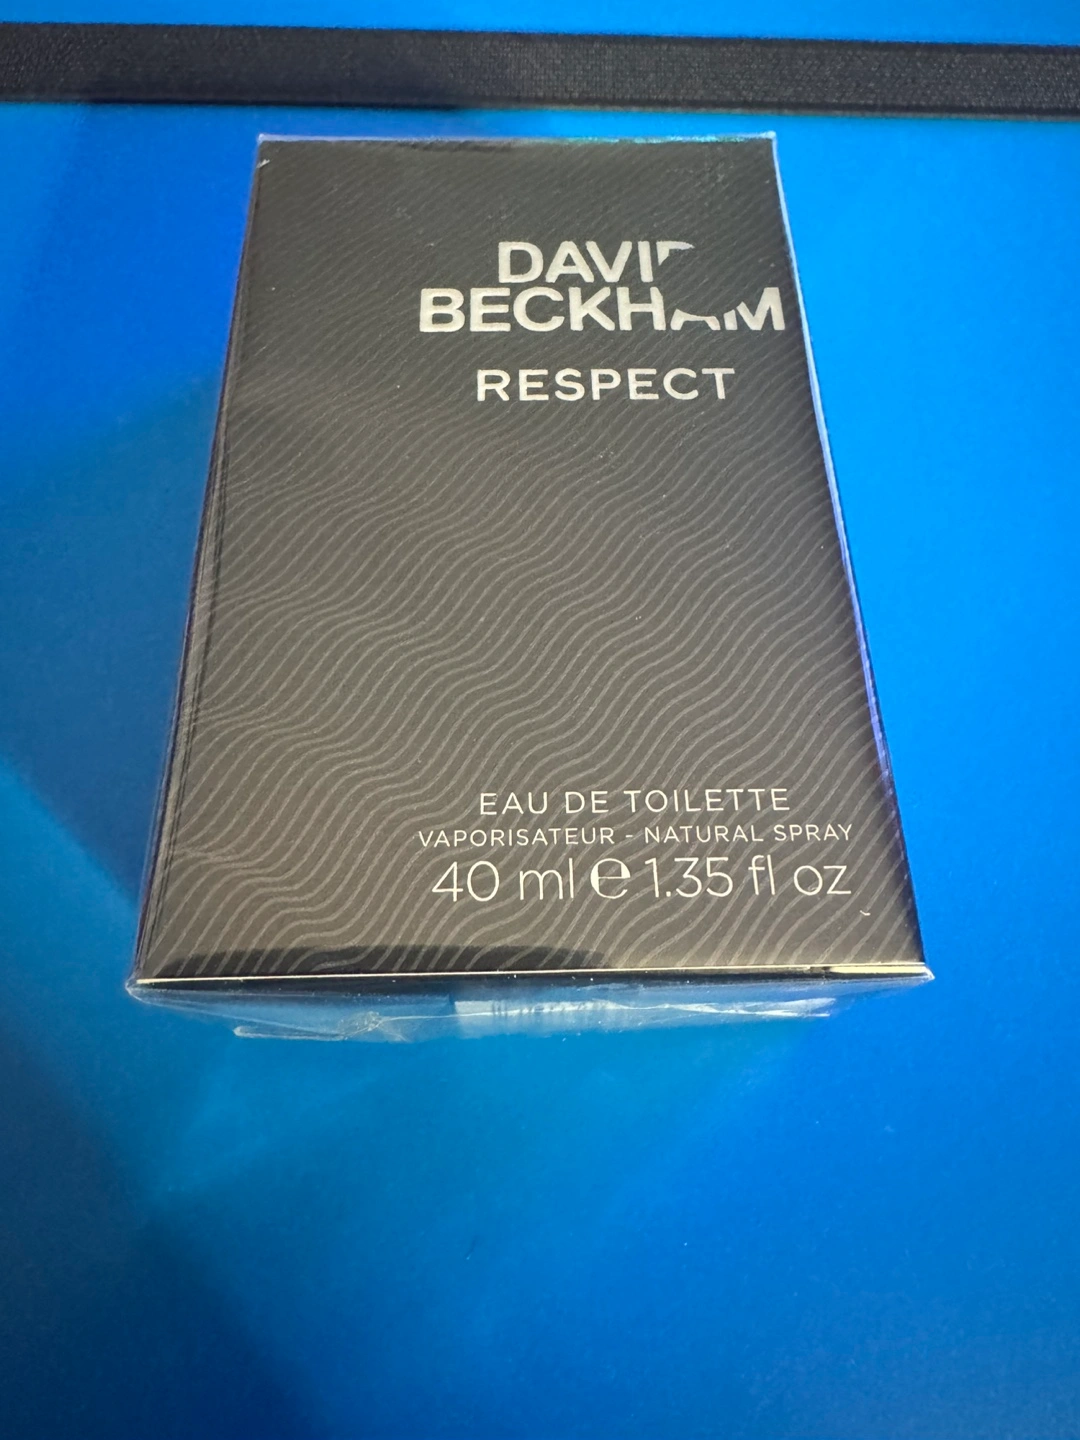 DAVID
BECKHAM
RESPECT
EAU DE TOILETTE
VAPORISATEUR - NATURAL SPRAY
40 ml ℮ 1.35 fl oz